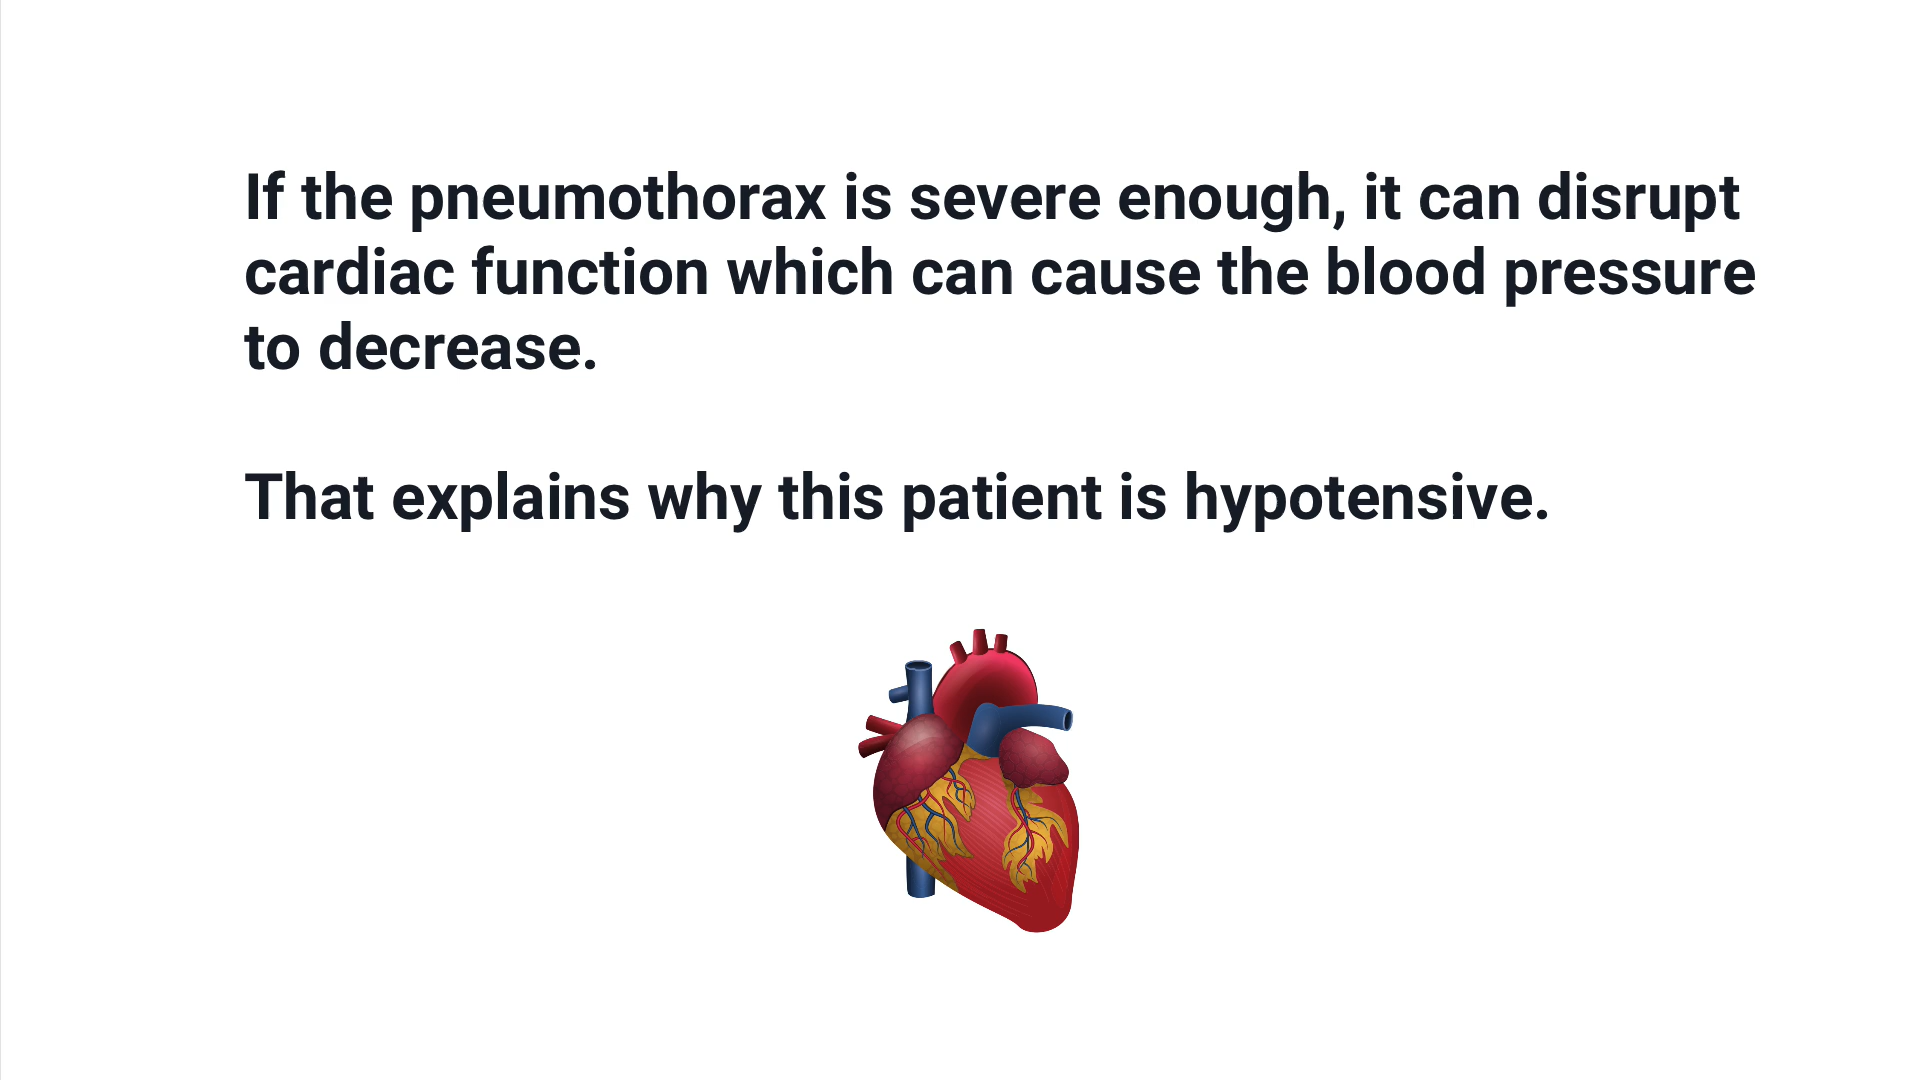 If the pneumothorax is severe enough, it can disrupt
cardiac function which can cause the blood pressure
to decrease.
That explains why this patient is hypotensive.